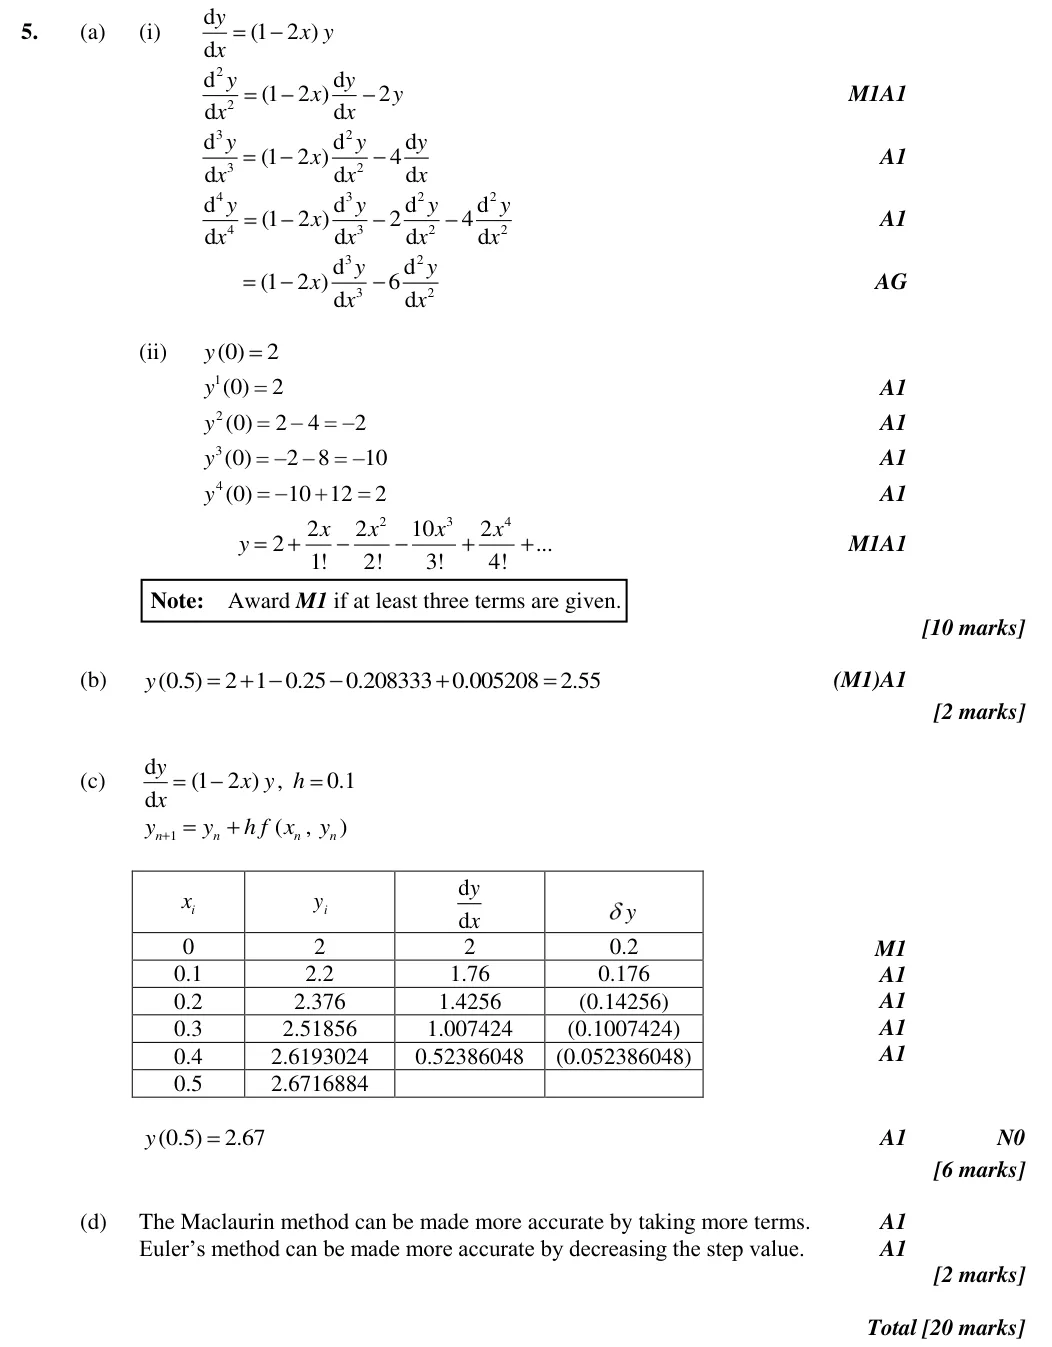 5. (a) (i) dy/dx = (1 − 2x) y
d²y/dx² = (1 − 2x) dy/dx − 2y M1A1
d³y/dx³ = (1 − 2x) d²y/dx² − 4 dy/dx A1
d⁴y/dx⁴ = (1 − 2x) d³y/dx³ − 2 d²y/dx² − 4 d²y/dx² A1
= (1 − 2x) d³y/dx³ − 6 d²y/dx² AG
(ii) y(0) = 2
y¹(0) = 2 A1
y²(0) = 2 − 4 = −2 A1
y³(0) = −2 − 8 = −10 A1
y⁴(0) = −10 + 12 = 2 A1
y = 2 + 2x/1! − 2x²/2! − 10x³/3! + 2x⁴/4! + ... M1A1
Note: Award M1 if at least three terms are given.
[10 marks]
(b) y(0.5) = 2 + 1 − 0.25 − 0.208333 + 0.005208 = 2.55 (M1)A1
[2 marks]
(c) dy/dx = (1 − 2x) y, h = 0.1
yₙ₊₁ = yₙ + h f (xₙ, yₙ)
xᵢ yᵢ dy/dx δy
0 2 2 0.2 M1
0.1 2.2 1.76 0.176 A1
0.2 2.376 1.4256 (0.14256) A1
0.3 2.51856 1.007424 (0.1007424) A1
0.4 2.6193024 0.52386048 (0.052386048) A1
0.5 2.6716884
y(0.5) = 2.67 A1 N0
[6 marks]
(d) The Maclaurin method can be made more accurate by taking more terms. A1
Euler’s method can be made more accurate by decreasing the step value. A1
[2 marks]
Total [20 marks]